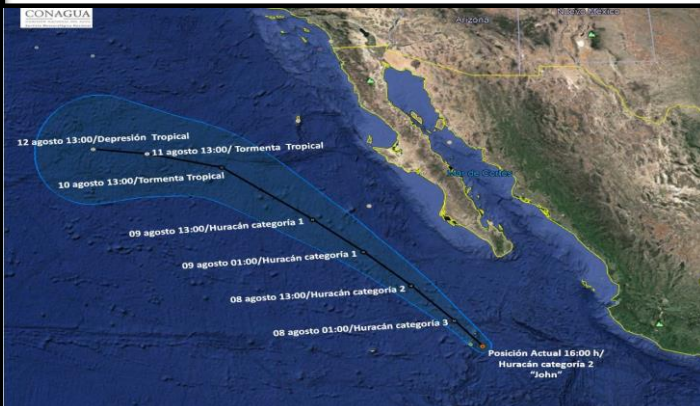 CONAGUA
Arizona
Nuevo México
12 agosto 13:00/Depresión Tropical
11 agosto 13:00/ Tormenta Tropical
10 agosto 13:00/Tormenta Tropical
Mar de Cortés
09 agosto 13:00/Huracán categoría 1
09 agosto 01:00/Huracán categoría 1
08 agosto 13:00/Huracán categoría 2
08 agosto 01:00/Huracán categoría 3
Posición Actual 16:00 h/
Huracán categoría 2
"John"